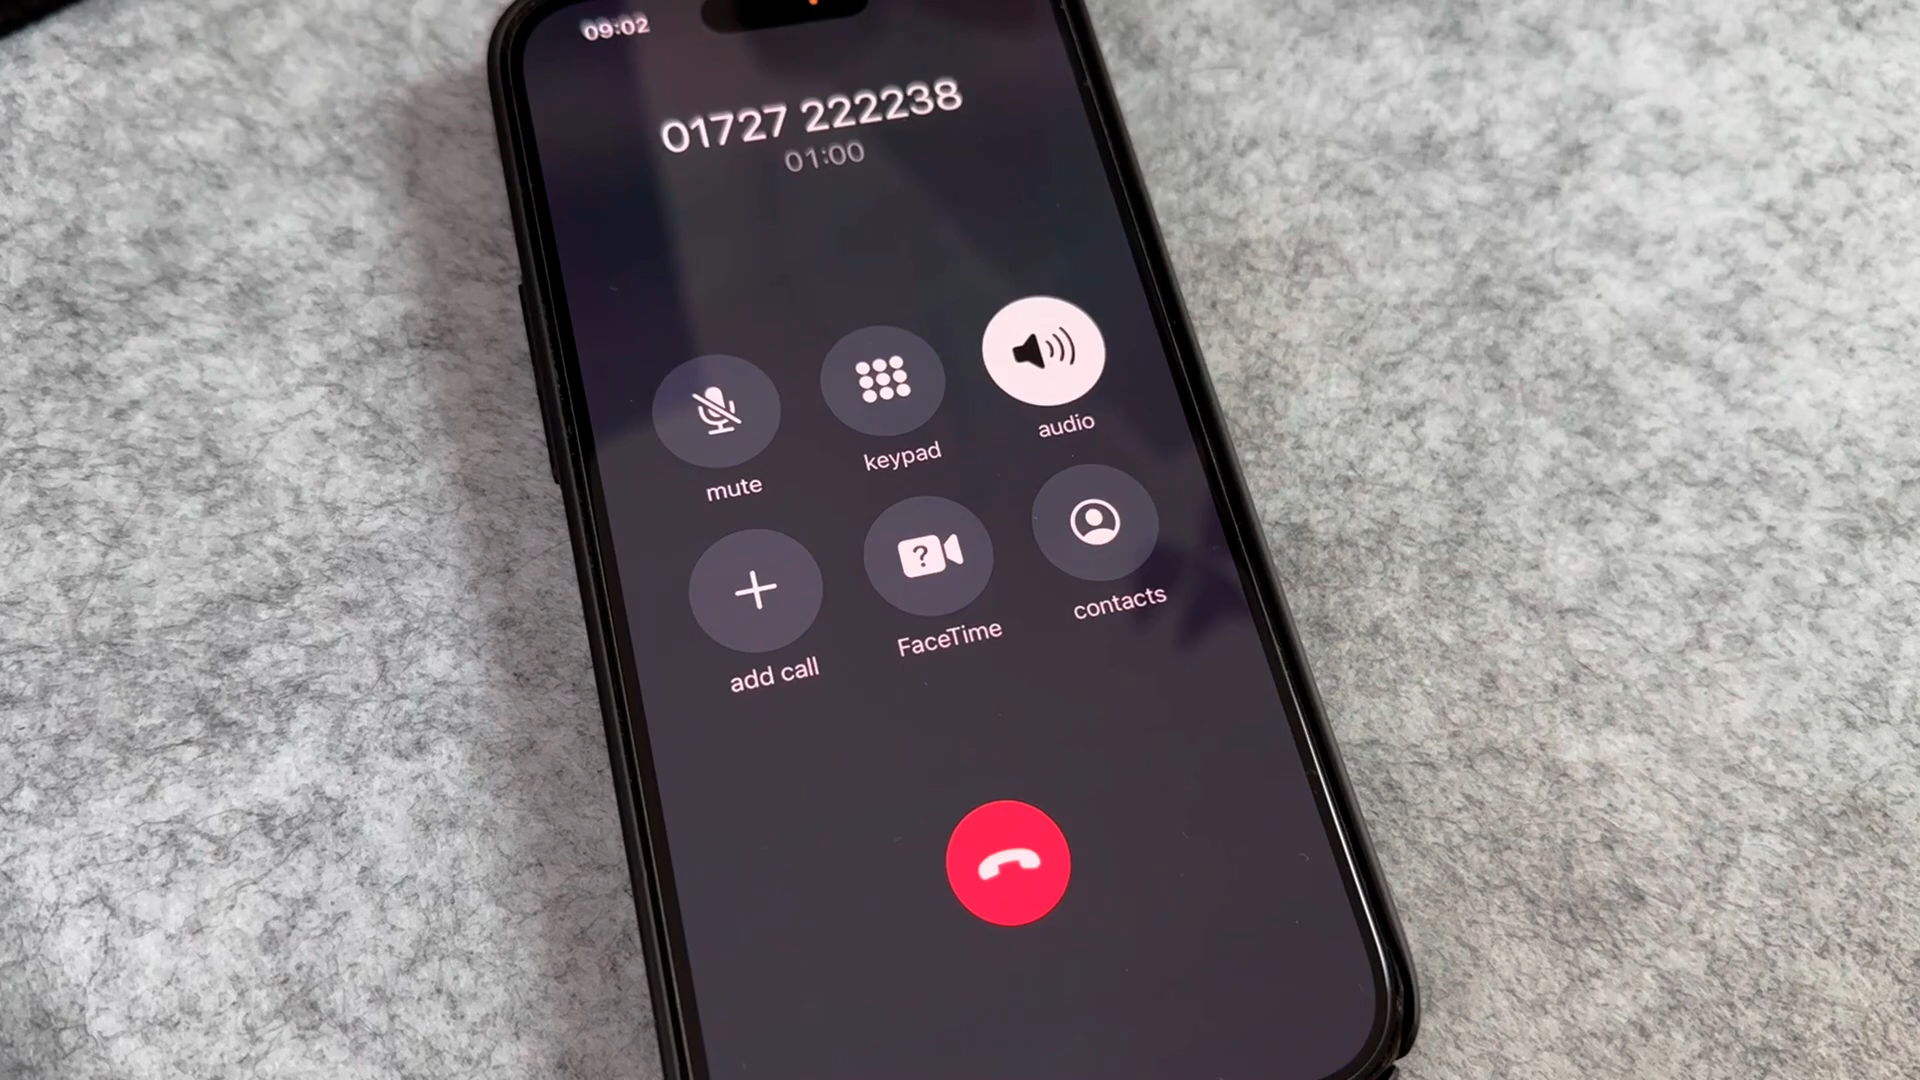 09:02
01727 222238
01:00
mute
keypad
audio
add call
FaceTime
contacts